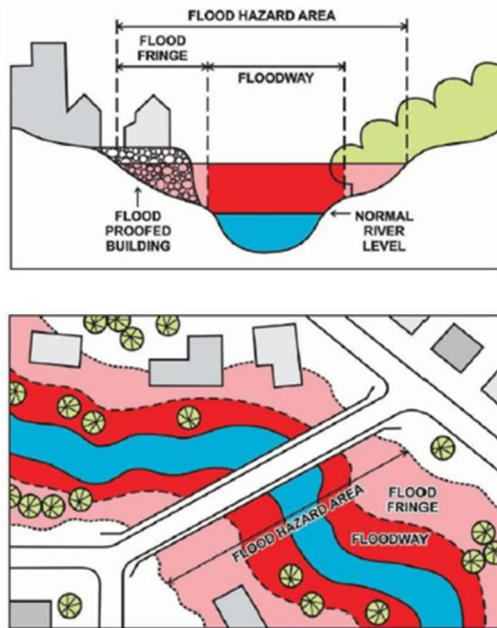 FLOOD HAZARD AREA
FLOOD
FRINGE
FLOODWAY
FLOOD
PROOFED
BUILDING
NORMAL
RIVER
LEVEL
FLOOD HAZARD AREA
FLOOD
FRINGE
FLOODWAY